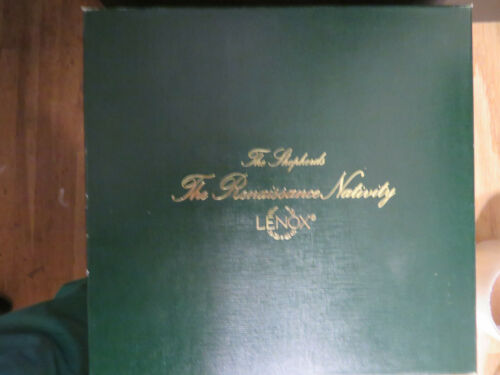 The Shepherds
The Renaissance Nativity
LENOX®